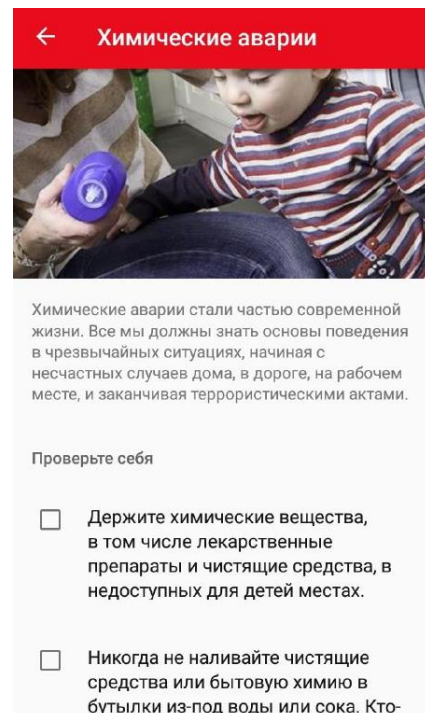 Химические аварии
Химические аварии стали частью современной
жизни. Все мы должны знать основы поведения
в чрезвычайных ситуациях, начиная с
несчастных случаев дома, в дороге, на рабочем
месте, и заканчивая террористическими актами.
Проверьте себя
Держите химические вещества,
в том числе лекарственные
препараты и чистящие средства, в
недоступных для детей местах.
Никогда не наливайте чистящие
средства или бытовую химию в
бутылки из-под воды или сока. Кто-